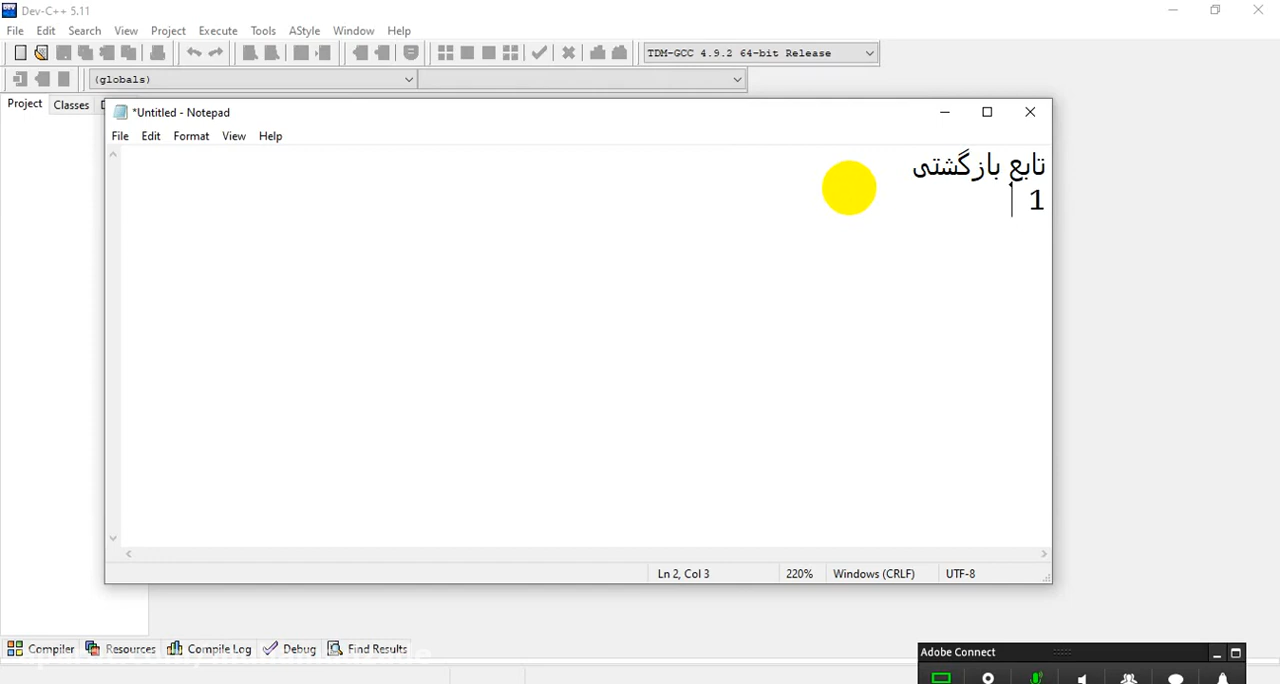 Dev-C++ 5.11
File Edit Search View Project Execute Tools AStyle Window Help
TDM-GCC 4.9.2 64-bit Release
(globals)
Project Classes D
*Untitled - Notepad
File Edit Format View Help
تابع بازگشتی
1
Ln 2, Col 3 220% Windows (CRLF) UTF-8
Compiler Resources Compile Log Debug Find Results
Adobe Connect